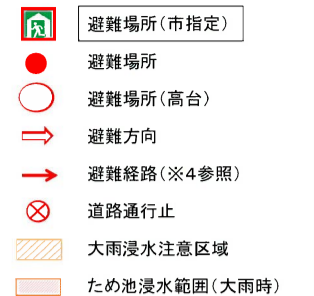 避難場所(市指定)
避難場所
避難場所(高台)
避難方向
避難経路(※4参照)
道路通行止
大雨浸水注意区域
ため池浸水範囲(大雨時)